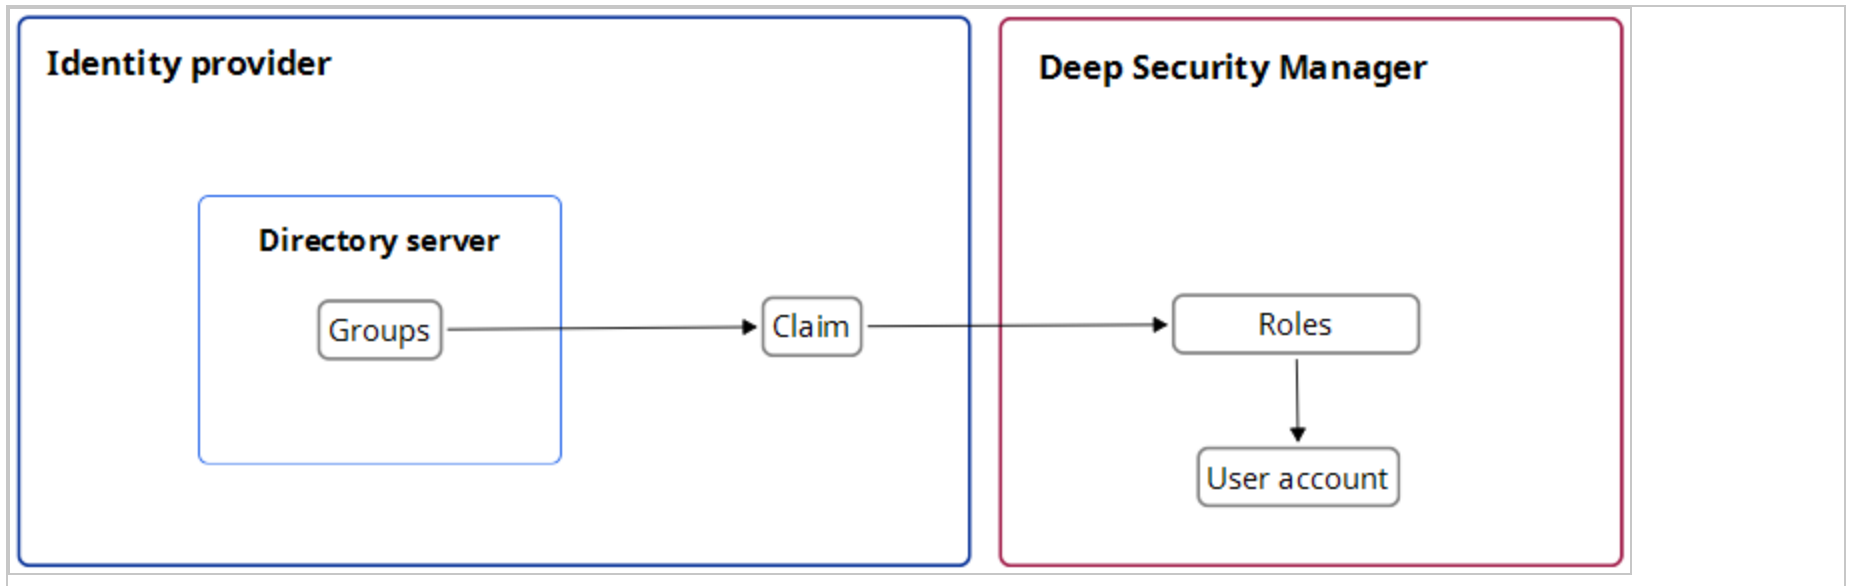 Identity provider
Deep Security Manager
Directory server
Groups
Claim
Roles
User account